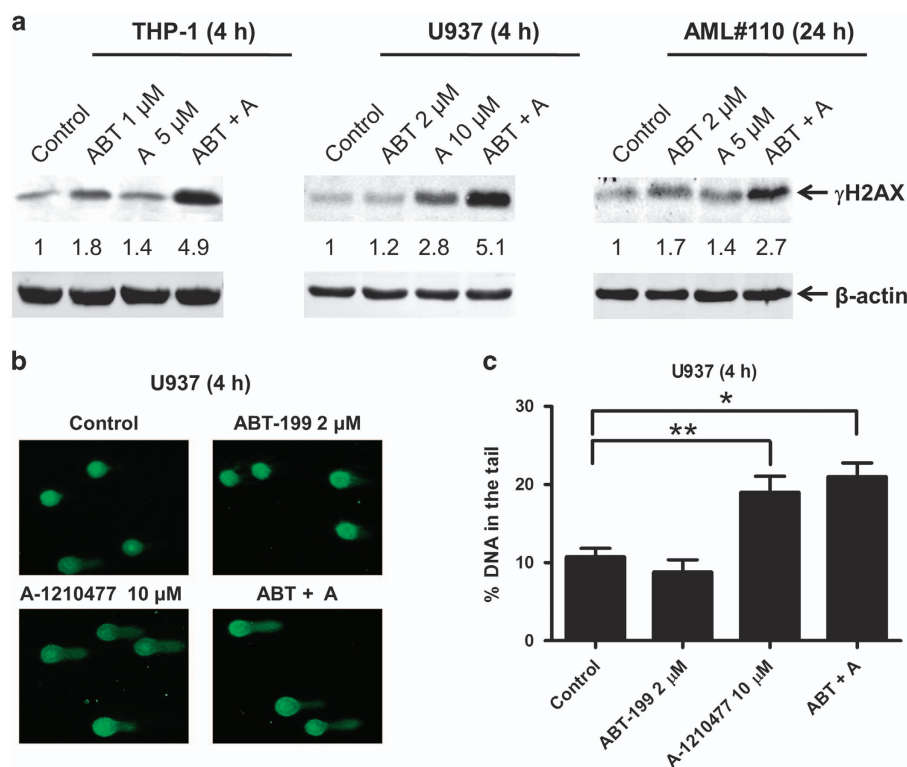 a
THP-1 (4 h)
U937 (4 h)
AML#110 (24 h)
Control
ABT 1 µM
A 5 µM
ABT + A
Control
ABT 2 µM
A 10 µM
ABT + A
Control
ABT 2 µM
A 5 µM
ABT + A
γH2AX
1 1.8 1.4 4.9
1 1.2 2.8 5.1
1 1.7 1.4 2.7
β-actin
b
U937 (4 h)
Control
ABT-199 2 µM
A-1210477 10 µM
ABT + A
c
U937 (4 h)
% DNA in the tail
30
20
10
0
*
**
Control
ABT-199 2 µM
A-1210477 10 µM
ABT + A